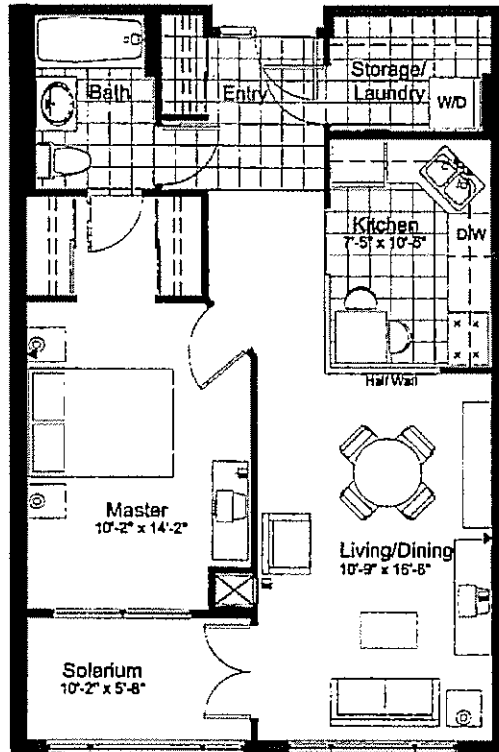 Bath
Entry
Storage/
Laundry
W/D
Kitchen
7'-5" x 10'-8"
D/W
Half Wall
Master
10'-2" x 14'-2"
Living/Dining
10'-9" x 16'-6"
Solarium
10'-2" x 5'-8"